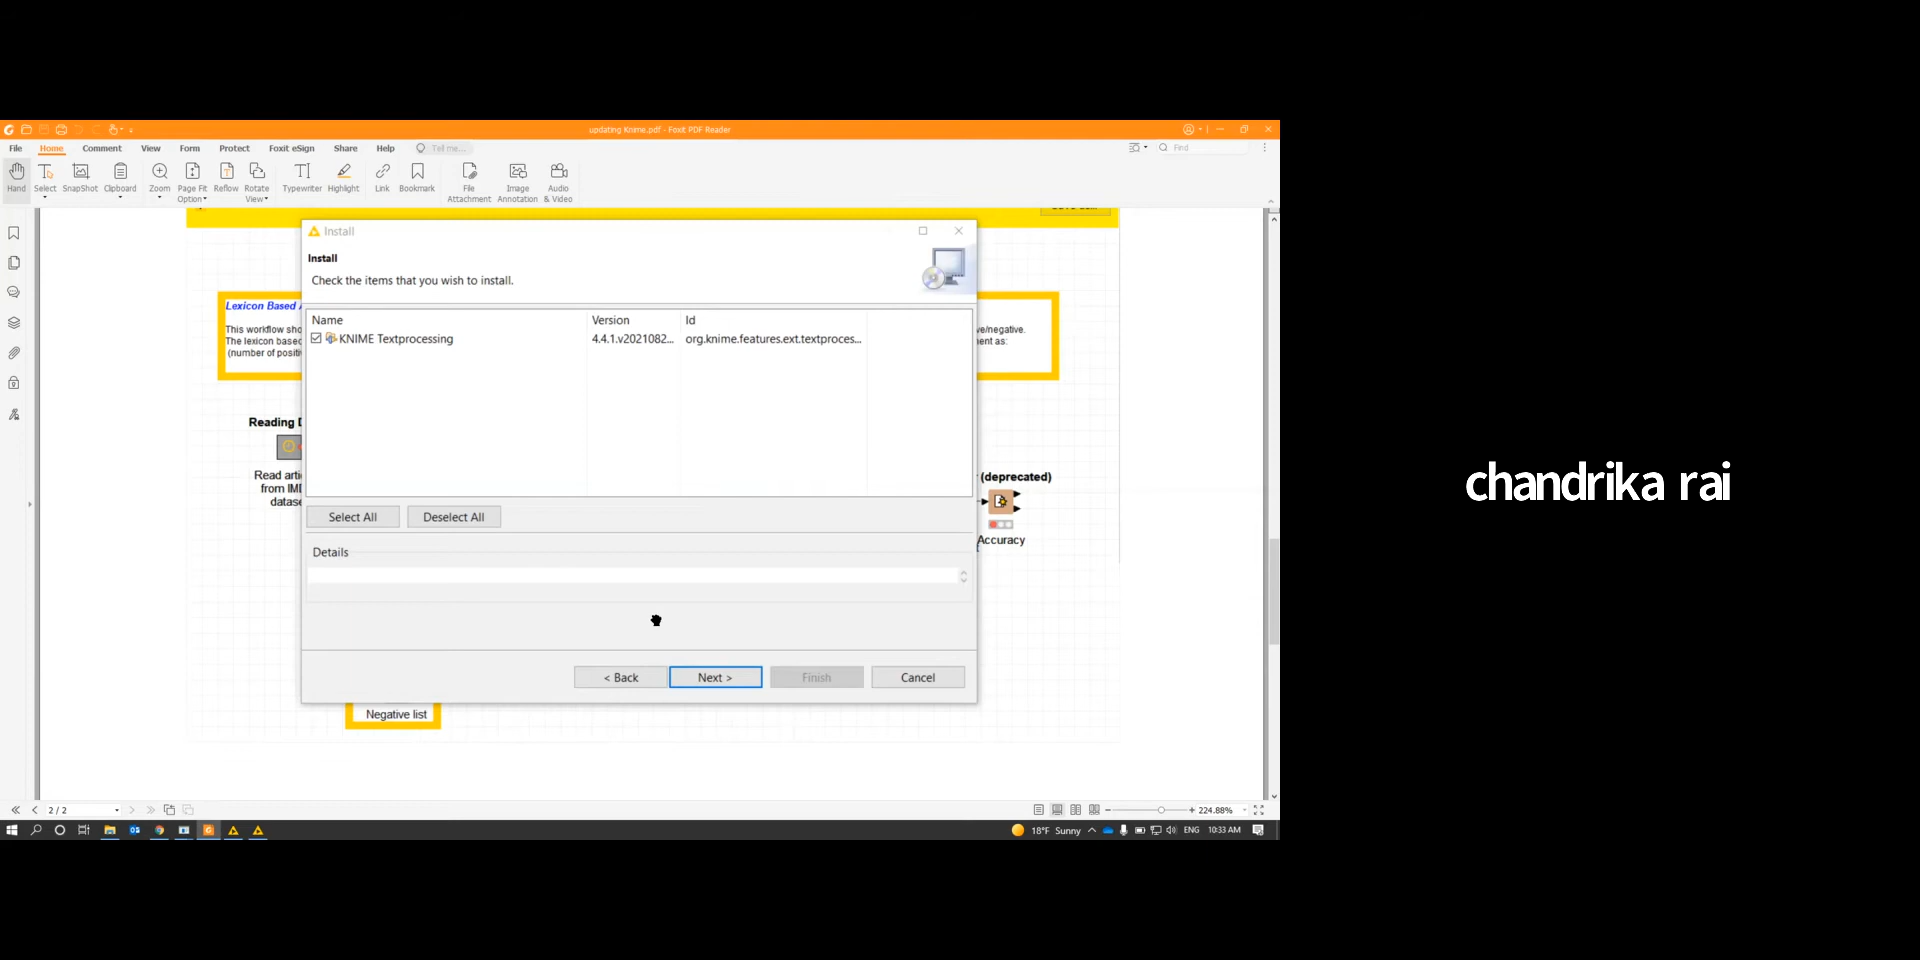 updating Knime.pdf - Foxit PDF Reader
File Home Comment View Form Protect Foxit eSign Share Help Tell me... Find
Hand Select SnapShot Clipboard Zoom Page Fit Option Reflow Rotate View Typewriter Highlight Link Bookmark File Attachment Image Annotation Audio & Video
Install
Install
Check the items that you wish to install.
Lexicon Based
This workflow sho
The lexicon based
(number of positi
ve/negative.
ent as:
Name Version Id
KNIME Textprocessing 4.4.1.v2021082... org.knime.features.ext.textproces...
Reading D
Read arti
from IM
datase
(deprecated)
Accuracy
Select All Deselect All
Details
< Back Next > Finish Cancel
Negative list
2 / 2 224.88%
18°F Sunny ENG 10:33 AM
chandrika rai